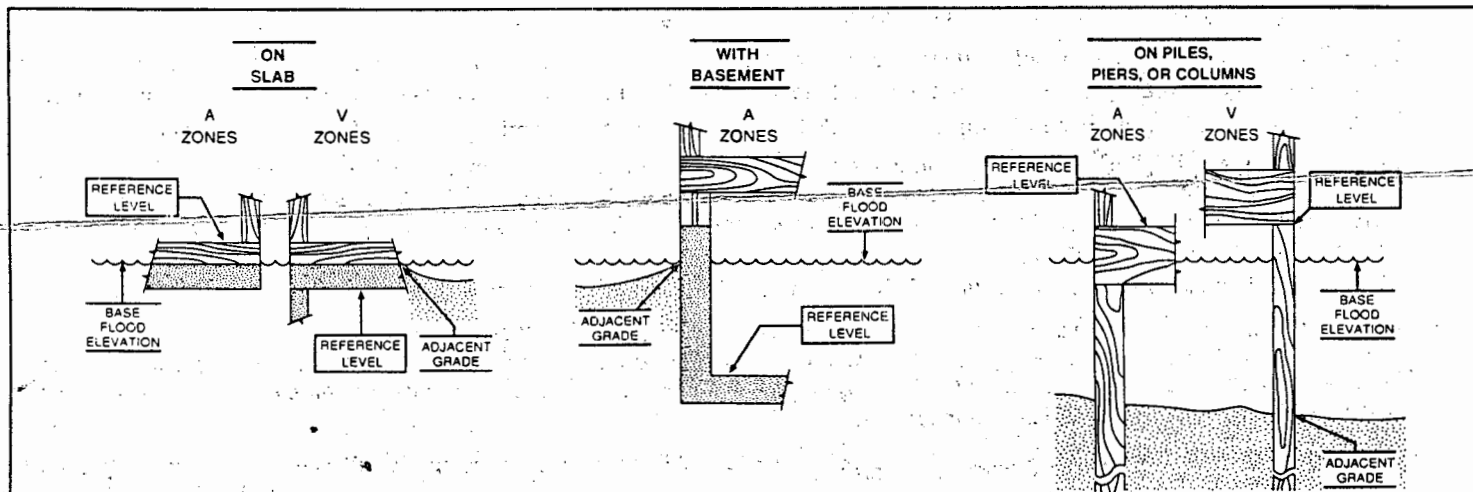 ON
SLAB
A
ZONES
V
ZONES
REFERENCE
LEVEL
BASE
FLOOD
ELEVATION
REFERENCE
LEVEL
ADJACENT
GRADE
WITH
BASEMENT
A
ZONES
BASE
FLOOD
ELEVATION
ADJACENT
GRADE
REFERENCE
LEVEL
ON PILES,
PIERS, OR COLUMNS
A
ZONES
V
ZONES
REFERENCE
LEVEL
REFERENCE
LEVEL
BASE
FLOOD
ELEVATION
ADJACENT
GRADE